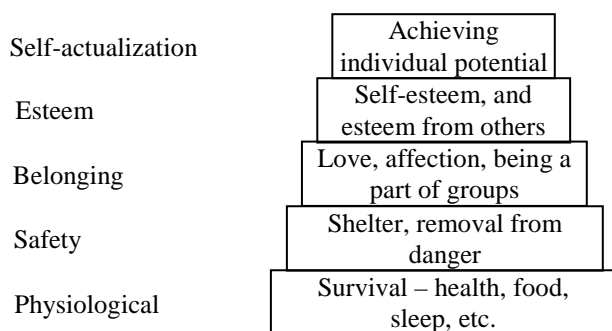 Self-actualization
Achieving
individual potential
Esteem
Self-esteem, and
esteem from others
Belonging
Love, affection, being a
part of groups
Safety
Shelter, removal from
danger
Physiological
Survival – health, food,
sleep, etc.